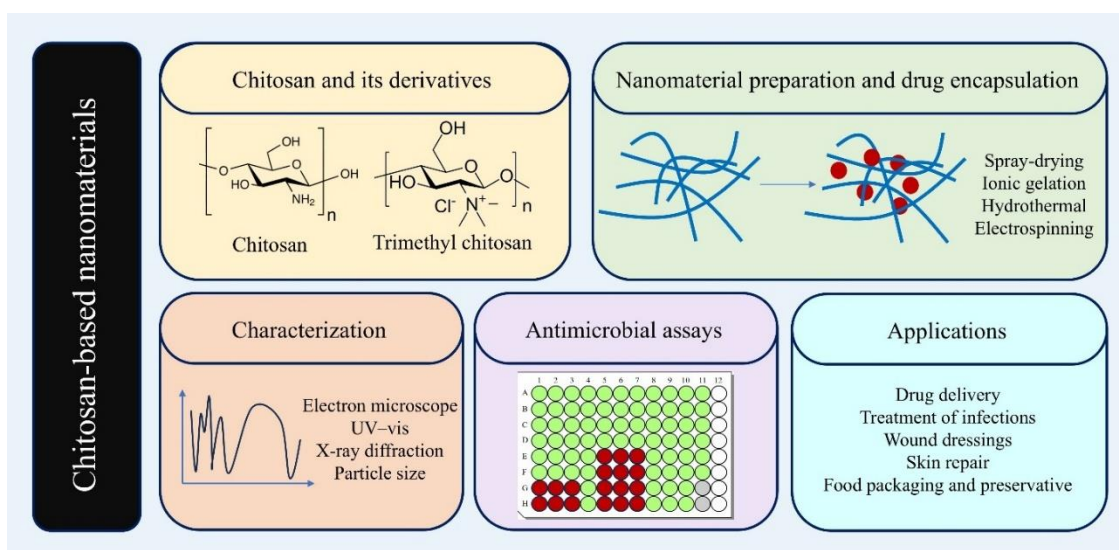 Chitosan-based nanomaterials
Chitosan and its derivatives
OH
O
O
HO
NH₂
OH
n
Chitosan
OH
O
O
HO
Cl⁻
N⁺
n
Trimethyl chitosan
Nanomaterial preparation and drug encapsulation
Spray-drying
Ionic gelation
Hydrothermal
Electrospinning
Characterization
Electron microscope
UV–vis
X-ray diffraction
Particle size
Antimicrobial assays
1 2 3 4 5 6 7 8 9 10 11 12
A
B
C
D
E
F
G
H
Applications
Drug delivery
Treatment of infections
Wound dressings
Skin repair
Food packaging and preservative